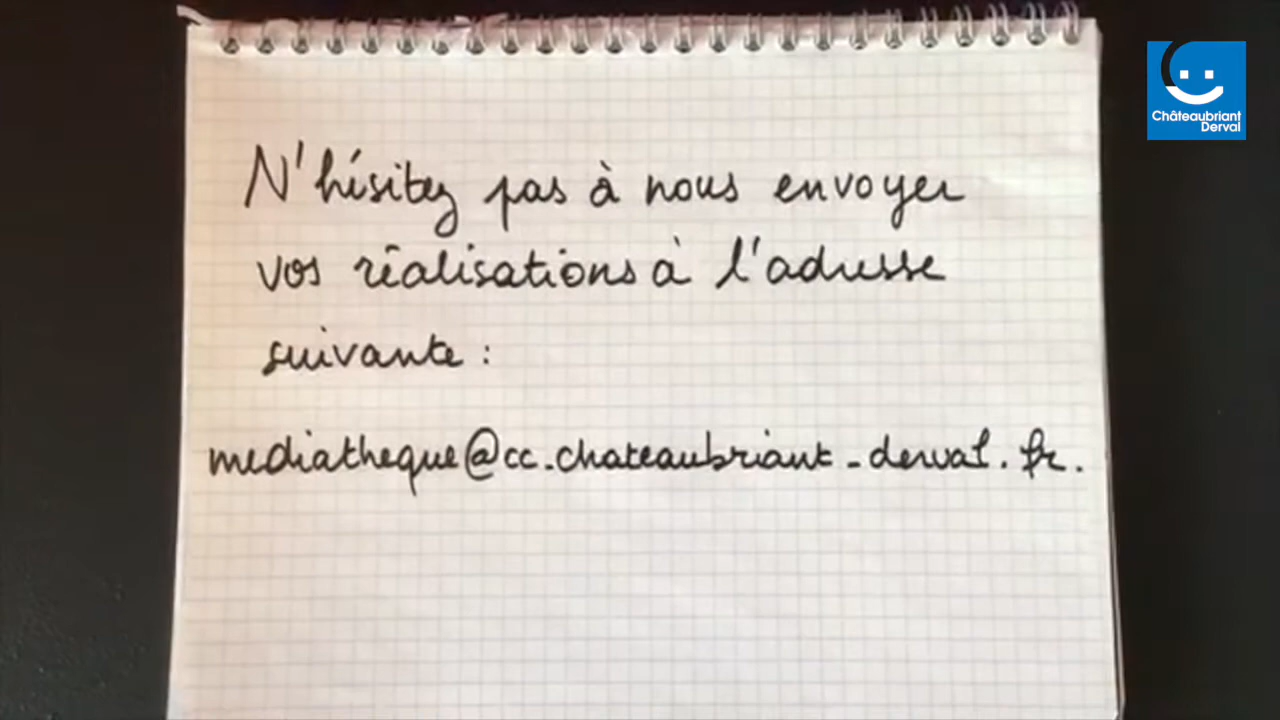 N'hésitez pas à nous envoyer
vos réalisations à l'adresse
suivante :
mediatheque@cc-chateaubriant-derval.fr.
Châteaubriant
Derval